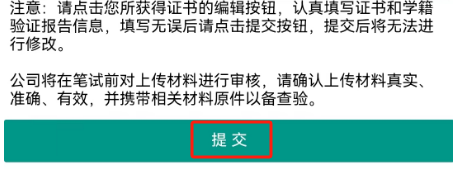 注意：请点击您所获得证书的编辑按钮，认真填写证书和学籍
验证报告信息，填写无误后请点击提交按钮，提交后将无法进
行修改。
公司将在笔试前对上传材料进行审核，请确认上传材料真实、
准确、有效，并携带相关材料原件以备查验。
提 交